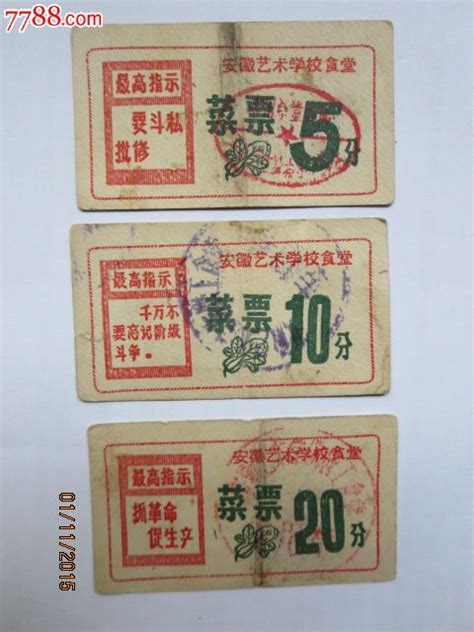 7788.com
安徽艺术学校食堂
最高指示
要斗私
批修
菜票 5 分
安徽艺术学校食堂
最高指示
千万不
要忘记阶级
斗争。
菜票 10 分
安徽艺术学校食堂
最高指示
抓革命
促生产
菜票 20 分
01/11/2015